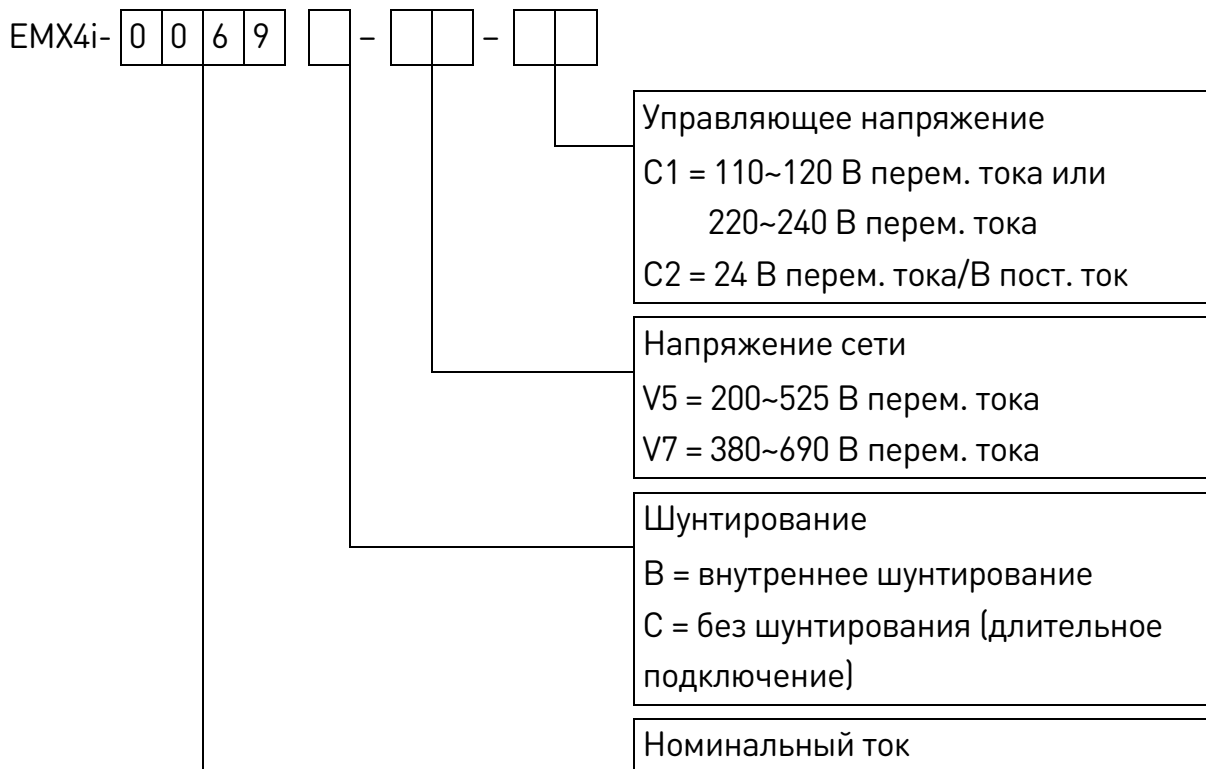 EMX4i- 0 0 6 9 – –
Управляющее напряжение
C1 = 110~120 В перем. тока или
220~240 В перем. тока
C2 = 24 В перем. тока/В пост. ток
Напряжение сети
V5 = 200~525 В перем. тока
V7 = 380~690 В перем. тока
Шунтирование
B = внутреннее шунтирование
C = без шунтирования (длительное
подключение)
Номинальный ток